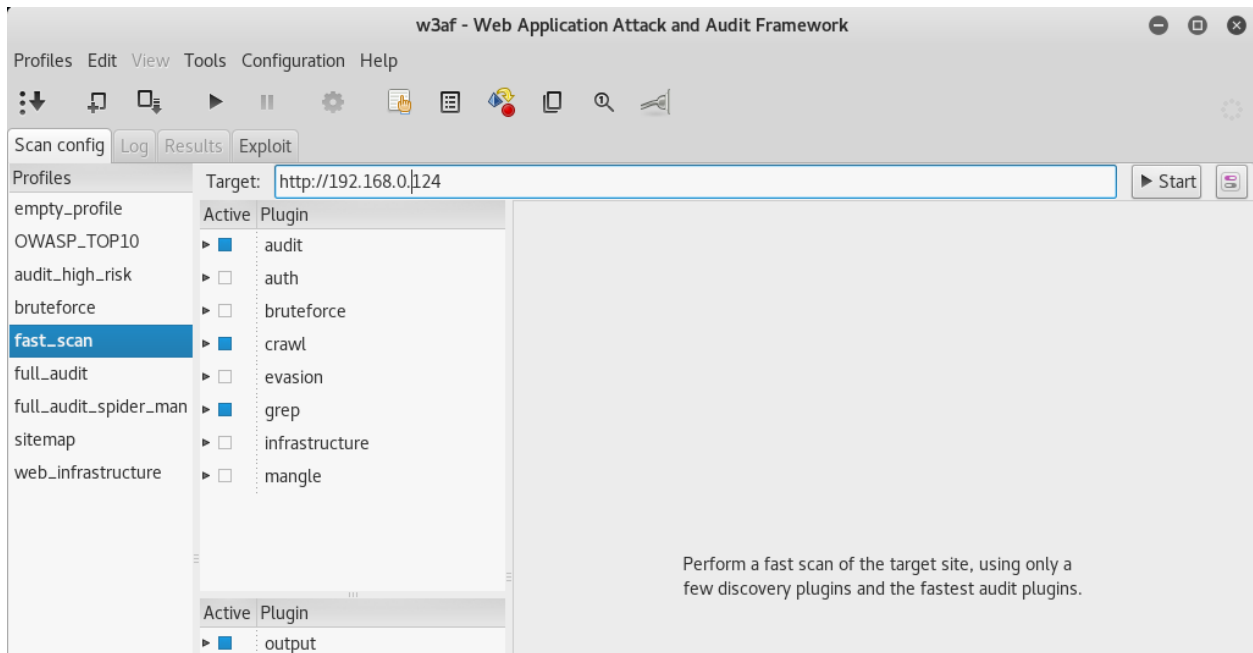 w3af - Web Application Attack and Audit Framework
Profiles Edit View Tools Configuration Help
Scan config Log Results Exploit
Profiles
empty_profile
OWASP_TOP10
audit_high_risk
bruteforce
fast_scan
full_audit
full_audit_spider_man
sitemap
web_infrastructure
Target: http://192.168.0.124 Start
Active Plugin
audit
auth
bruteforce
crawl
evasion
grep
infrastructure
mangle
Active Plugin
output
Perform a fast scan of the target site, using only a
few discovery plugins and the fastest audit plugins.